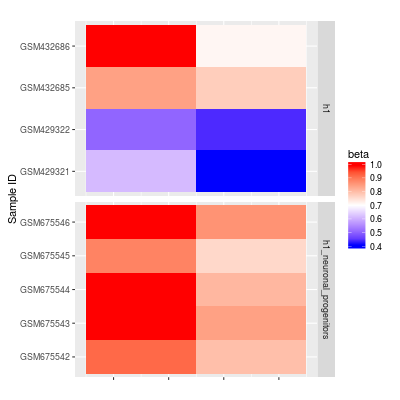 GSM432686
GSM432685
GSM429322
GSM429321
h1
GSM675546
GSM675545
GSM675544
GSM675543
GSM675542
h1_neuronal_progenitors
Sample ID
beta
1.0
0.9
0.8
0.7
0.6
0.5
0.4